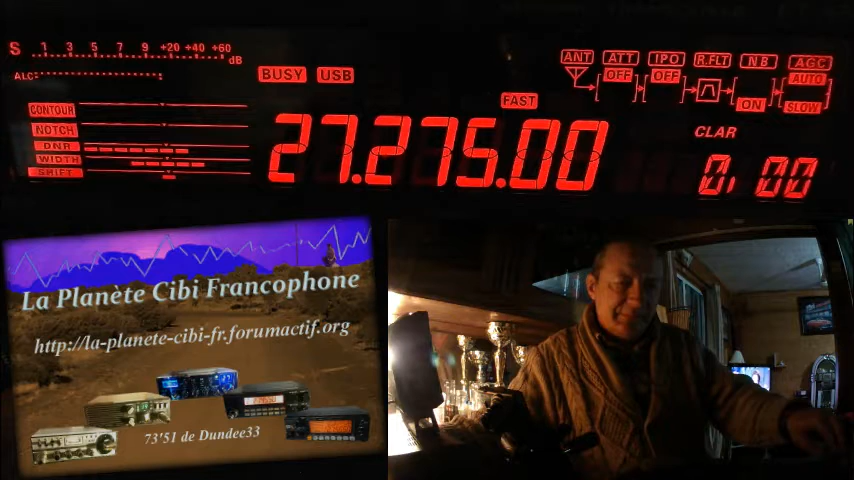 S 1 3 5 7 9 +20 +40 +60 dB
ALC
BUSY USB
ANT ATT IPO R.FLT NB AGC
OFF OFF AUTO
ON SLOW
FAST
CONTOUR
NOTCH
DNR
WIDTH
SHIFT
27.275.00
CLAR
0.00
La Planète Cibi Francophone
http://la-planete-cibi-fr.forumactif.org
73'51 de Dundee33